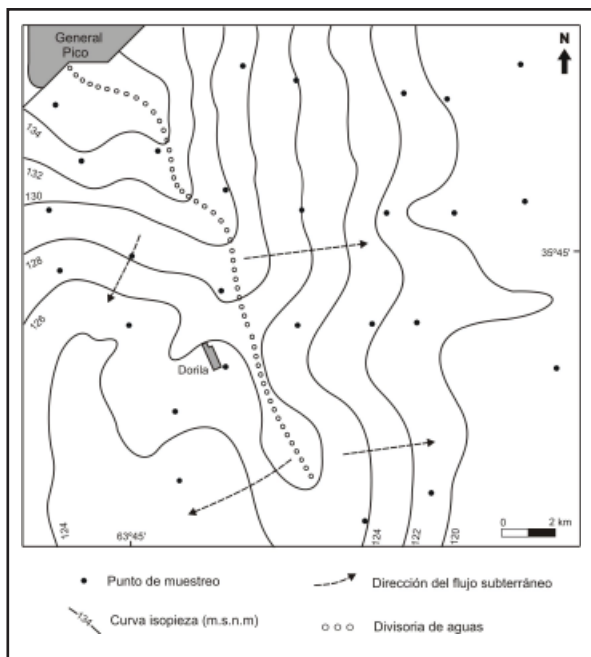 General
Pico
N
134
132
130
128
126
35º45'
Dorila
124
63º45'
124
122
120
0 2 km
Punto de muestreo
Dirección del flujo subterráneo
134
Curva isopieza (m.s.n.m)
Divisoria de aguas